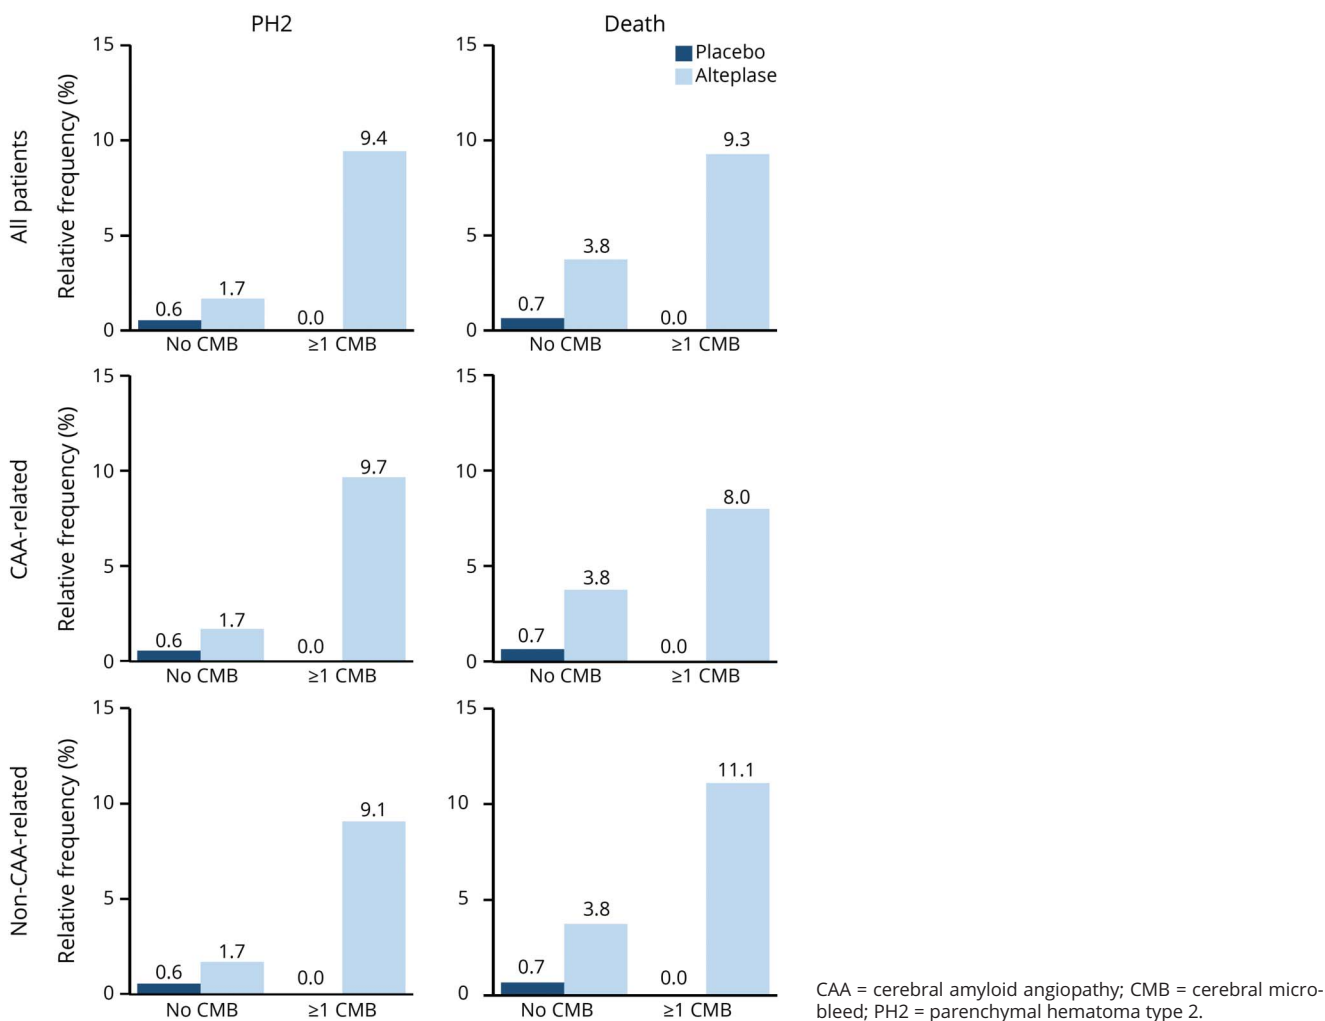 PH2
Death
Placebo
Alteplase
All patients
Relative frequency (%)
15
10
5
0
0.6
1.7
0.0
9.4
No CMB
≥1 CMB
15
10
5
0
0.7
3.8
0.0
9.3
No CMB
≥1 CMB
CAA-related
Relative frequency (%)
15
10
5
0
0.6
1.7
0.0
9.7
No CMB
≥1 CMB
15
10
5
0
0.7
3.8
0.0
8.0
No CMB
≥1 CMB
Non-CAA-related
Relative frequency (%)
15
10
5
0
0.6
1.7
0.0
9.1
No CMB
≥1 CMB
15
10
5
0
0.7
3.8
0.0
11.1
No CMB
≥1 CMB
CAA = cerebral amyloid angiopathy; CMB = cerebral micro-
bleed; PH2 = parenchymal hematoma type 2.